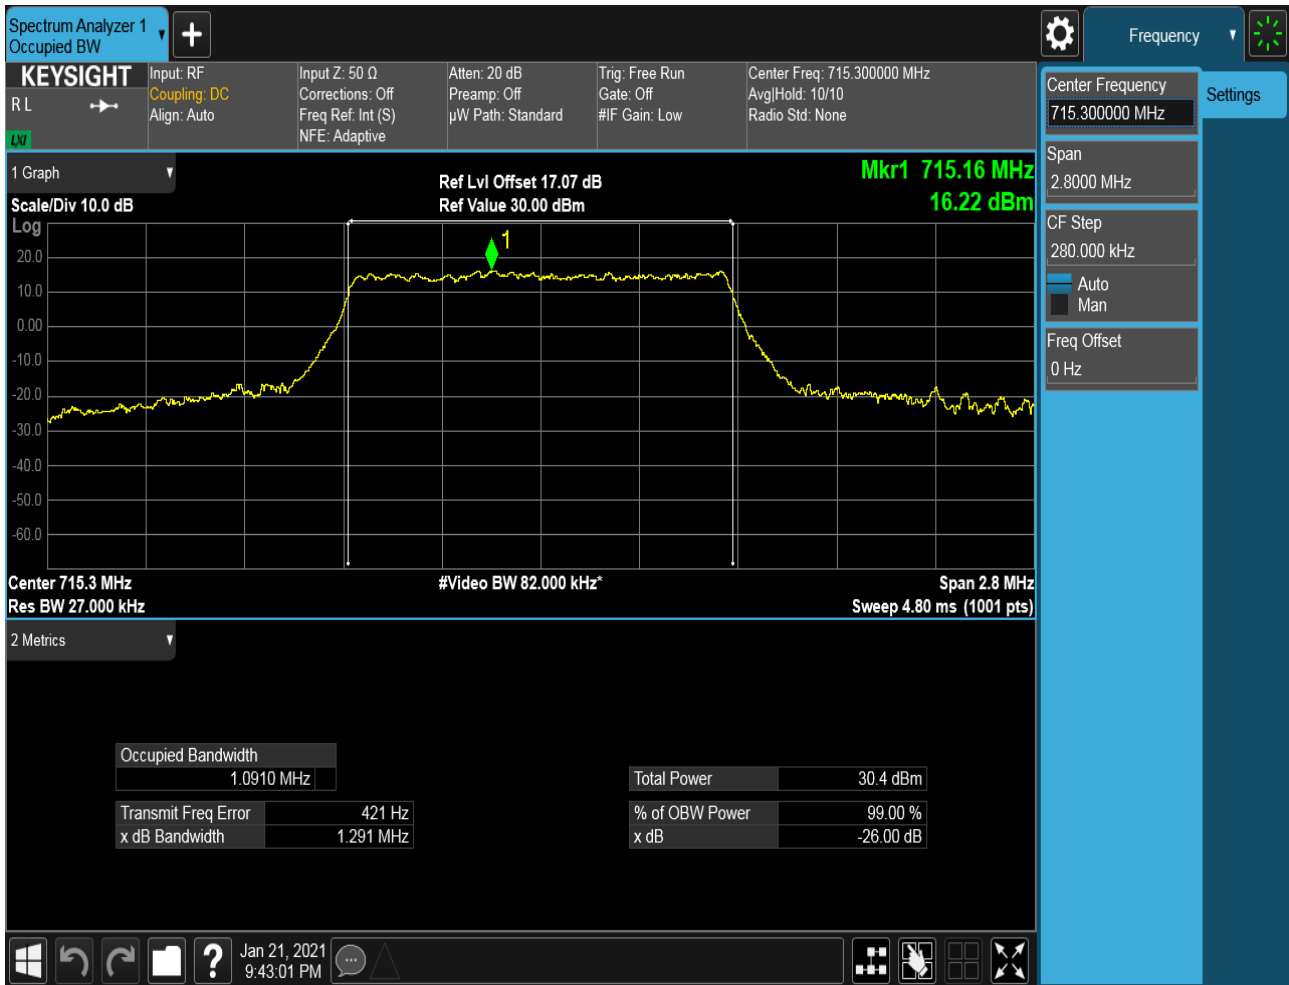 Spectrum Analyzer 1
Occupied BW
Frequency
KEYSIGHT
R L
LXI
Input: RF
Coupling: DC
Align: Auto
Input Z: 50 Ω
Corrections: Off
Freq Ref: Int (S)
NFE: Adaptive
Atten: 20 dB
Preamp: Off
µW Path: Standard
Trig: Free Run
Gate: Off
#IF Gain: Low
Center Freq: 715.300000 MHz
Avg|Hold: 10/10
Radio Std: None
Center Frequency
715.300000 MHz
Settings
Span
2.8000 MHz
CF Step
280.000 kHz
Auto
Man
Freq Offset
0 Hz
1 Graph
Scale/Div 10.0 dB
Ref Lvl Offset 17.07 dB
Ref Value 30.00 dBm
Mkr1 715.16 MHz
16.22 dBm
Log
1
20.0
10.0
0.00
-10.0
-20.0
-30.0
-40.0
-50.0
-60.0
Center 715.3 MHz
Res BW 27.000 kHz
#Video BW 82.000 kHz*
Span 2.8 MHz
Sweep 4.80 ms (1001 pts)
2 Metrics
Occupied Bandwidth
1.0910 MHz
Transmit Freq Error 421 Hz
x dB Bandwidth 1.291 MHz
Total Power 30.4 dBm
% of OBW Power 99.00 %
x dB -26.00 dB
?
Jan 21, 2021
9:43:01 PM